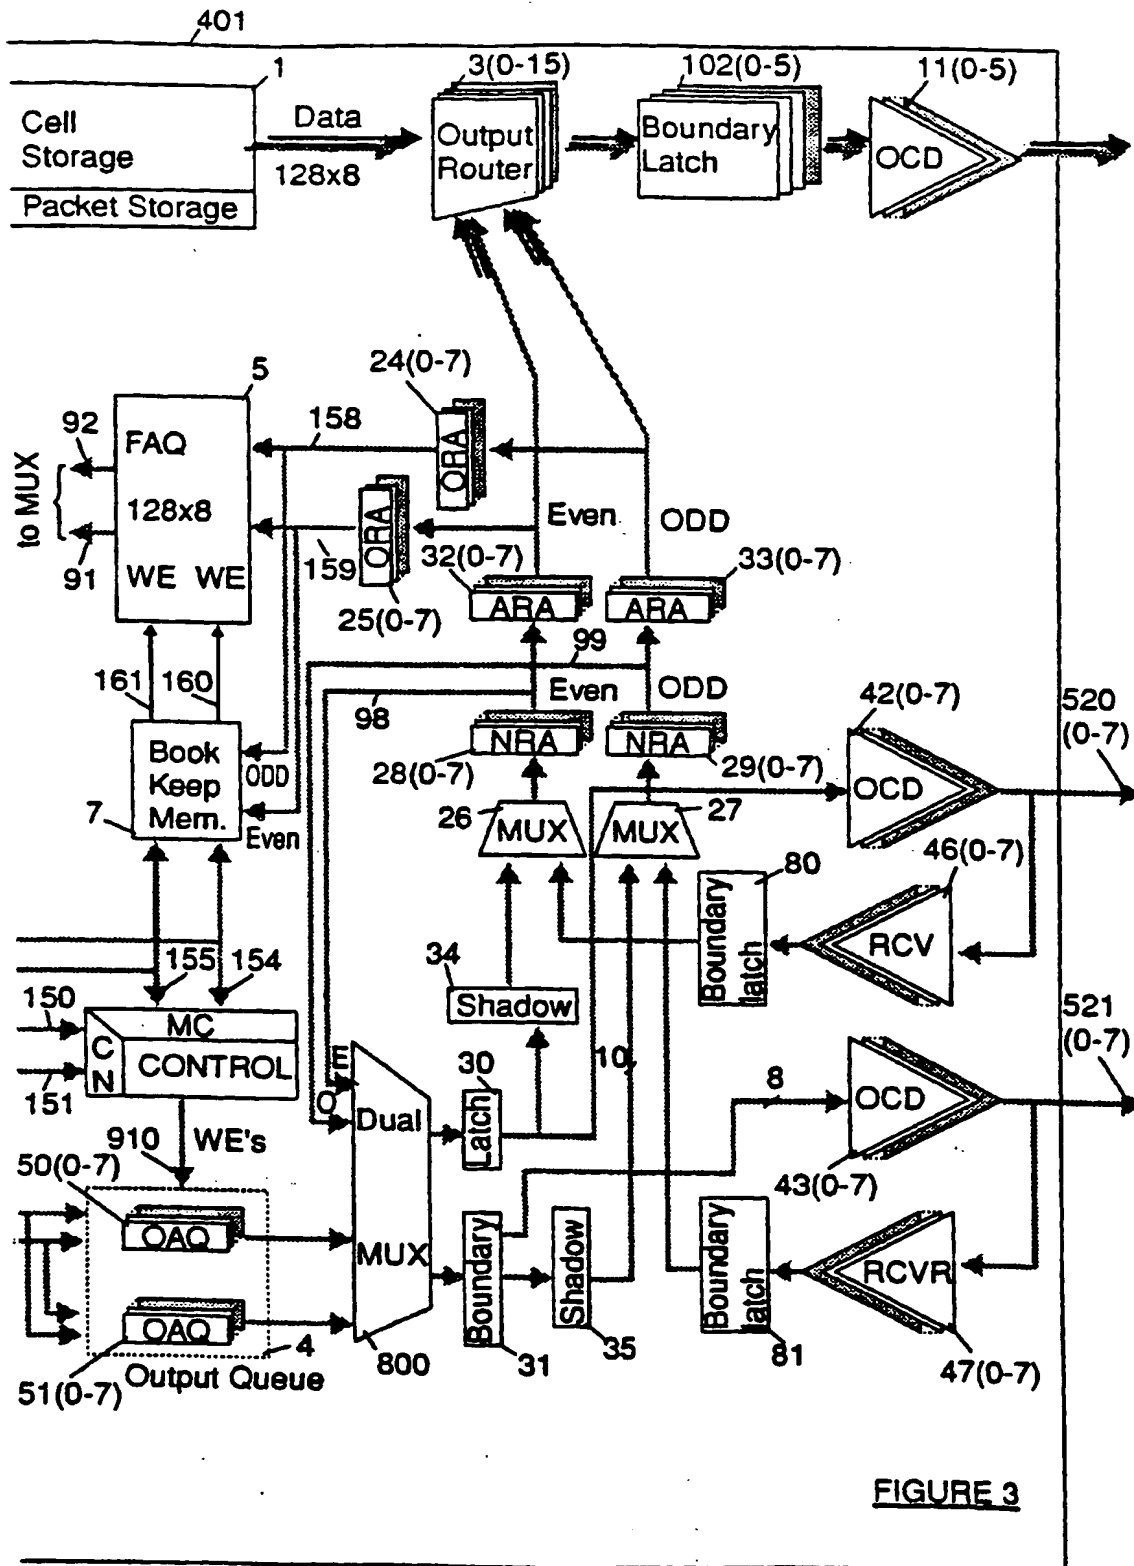 401
1
3(0-15)
102(0-5)
11(0-5)
Cell
Storage
Packet Storage
Data
128x8
Output
Router
Boundary
Latch
OCD
24(0-7)
5
92
158
FAQ
ORA
to MUX
128x8
ORA
Even
ODD
91
159
32(0-7)
33(0-7)
WE WE
25(0-7)
ARA
ARA
99
161
160
98
Even
ODD
42(0-7)
520
(0-7)
Book
Keep
Mem.
ODD
Even
7
NRA
NRA
28(0-7)
29(0-7)
OCD
26
27
MUX
MUX
46(0-7)
80
Boundary
latch
RCV
155
154
34
Shadow
150
151
MC
C
N
CONTROL
521
(0-7)
E
O
30
10
8
OCD
Dual
Latch
910
WE's
50(0-7)
43(0-7)
OAQ
MUX
Boundary
Shadow
Boundary
latch
RCVR
OAQ
4
800
31
35
81
47(0-7)
51(0-7)
Output Queue
FIGURE 3